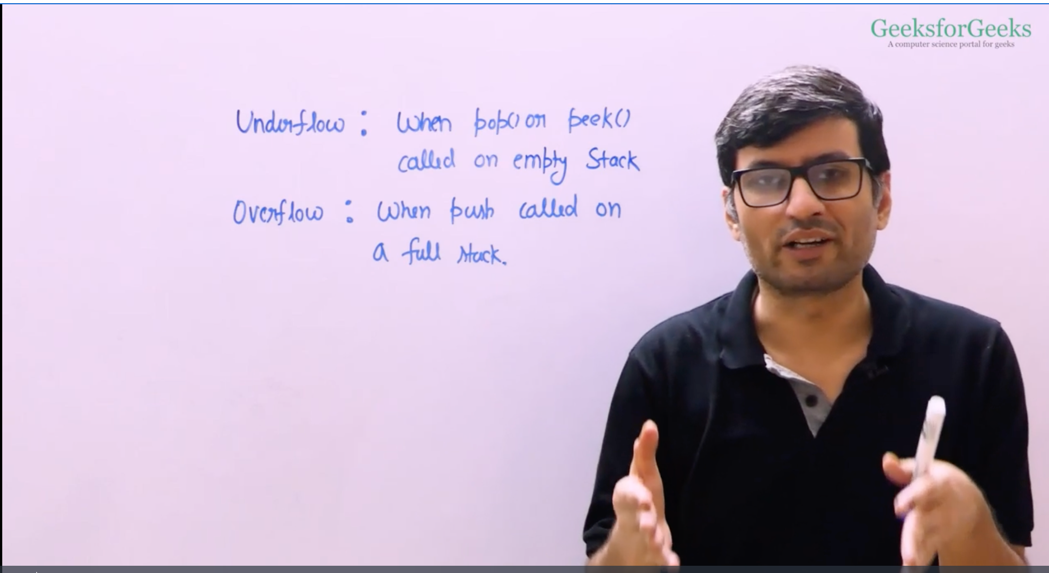 GeeksforGeeks
A computer science portal for geeks
Underflow : When pop() or peek()
called on empty Stack
Overflow : When push called on
a full stack.